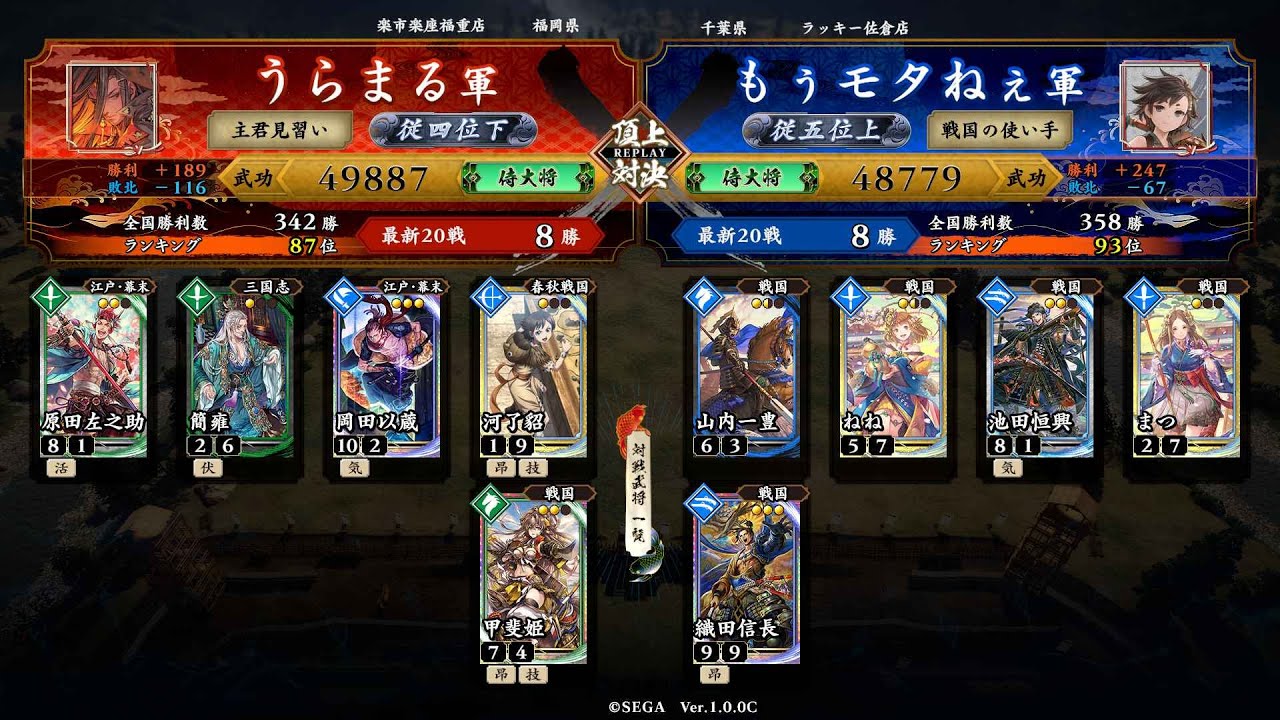 楽市楽座福重店 福岡県
千葉県 ラッキー佐倉店
うらまる軍
もぅモタねぇ軍
主君見習い 従四位下
従五位上 戦国の使い手
頂上
REPLAY
対決
勝利 +189
敗北 -116
武功 49887 侍大将
侍大将 48779 武功
勝利 +247
敗北 -67
全国勝利数 342勝
ランキング 87位
最新20戦 8勝
最新20戦 8勝
全国勝利数 358勝
ランキング 93位
江戸・幕末
原田左之助
8 1
活
三国志
簡雍
2 6
伏
江戸・幕末
岡田以蔵
10 2
気
春秋戦国
河了貂
1 9
昂 技
戦国
山内一豊
6 3
戦国
ねね
5 7
戦国
池田恒興
8 1
気
戦国
まつ
2 7
対戦武将一覧
戦国
甲斐姫
7 4
昂 技
戦国
織田信長
9 9
昂
©SEGA Ver.1.0.0C